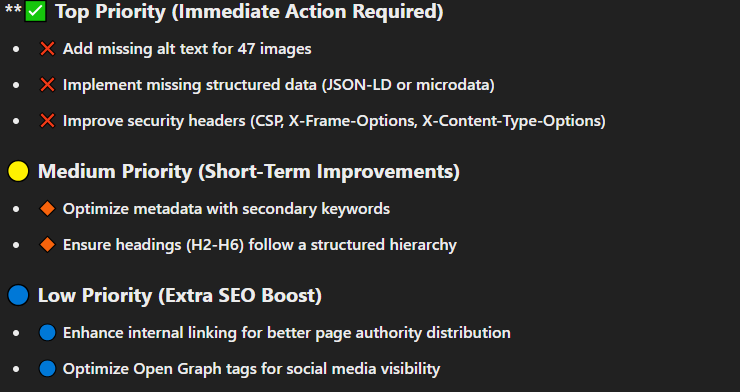 **✅ Top Priority (Immediate Action Required)
• ❌ Add missing alt text for 47 images
• ❌ Implement missing structured data (JSON-LD or microdata)
• ❌ Improve security headers (CSP, X-Frame-Options, X-Content-Type-Options)
🟡 Medium Priority (Short-Term Improvements)
• 🔸 Optimize metadata with secondary keywords
• 🔸 Ensure headings (H2-H6) follow a structured hierarchy
🔵 Low Priority (Extra SEO Boost)
• 🔵 Enhance internal linking for better page authority distribution
• 🔵 Optimize Open Graph tags for social media visibility